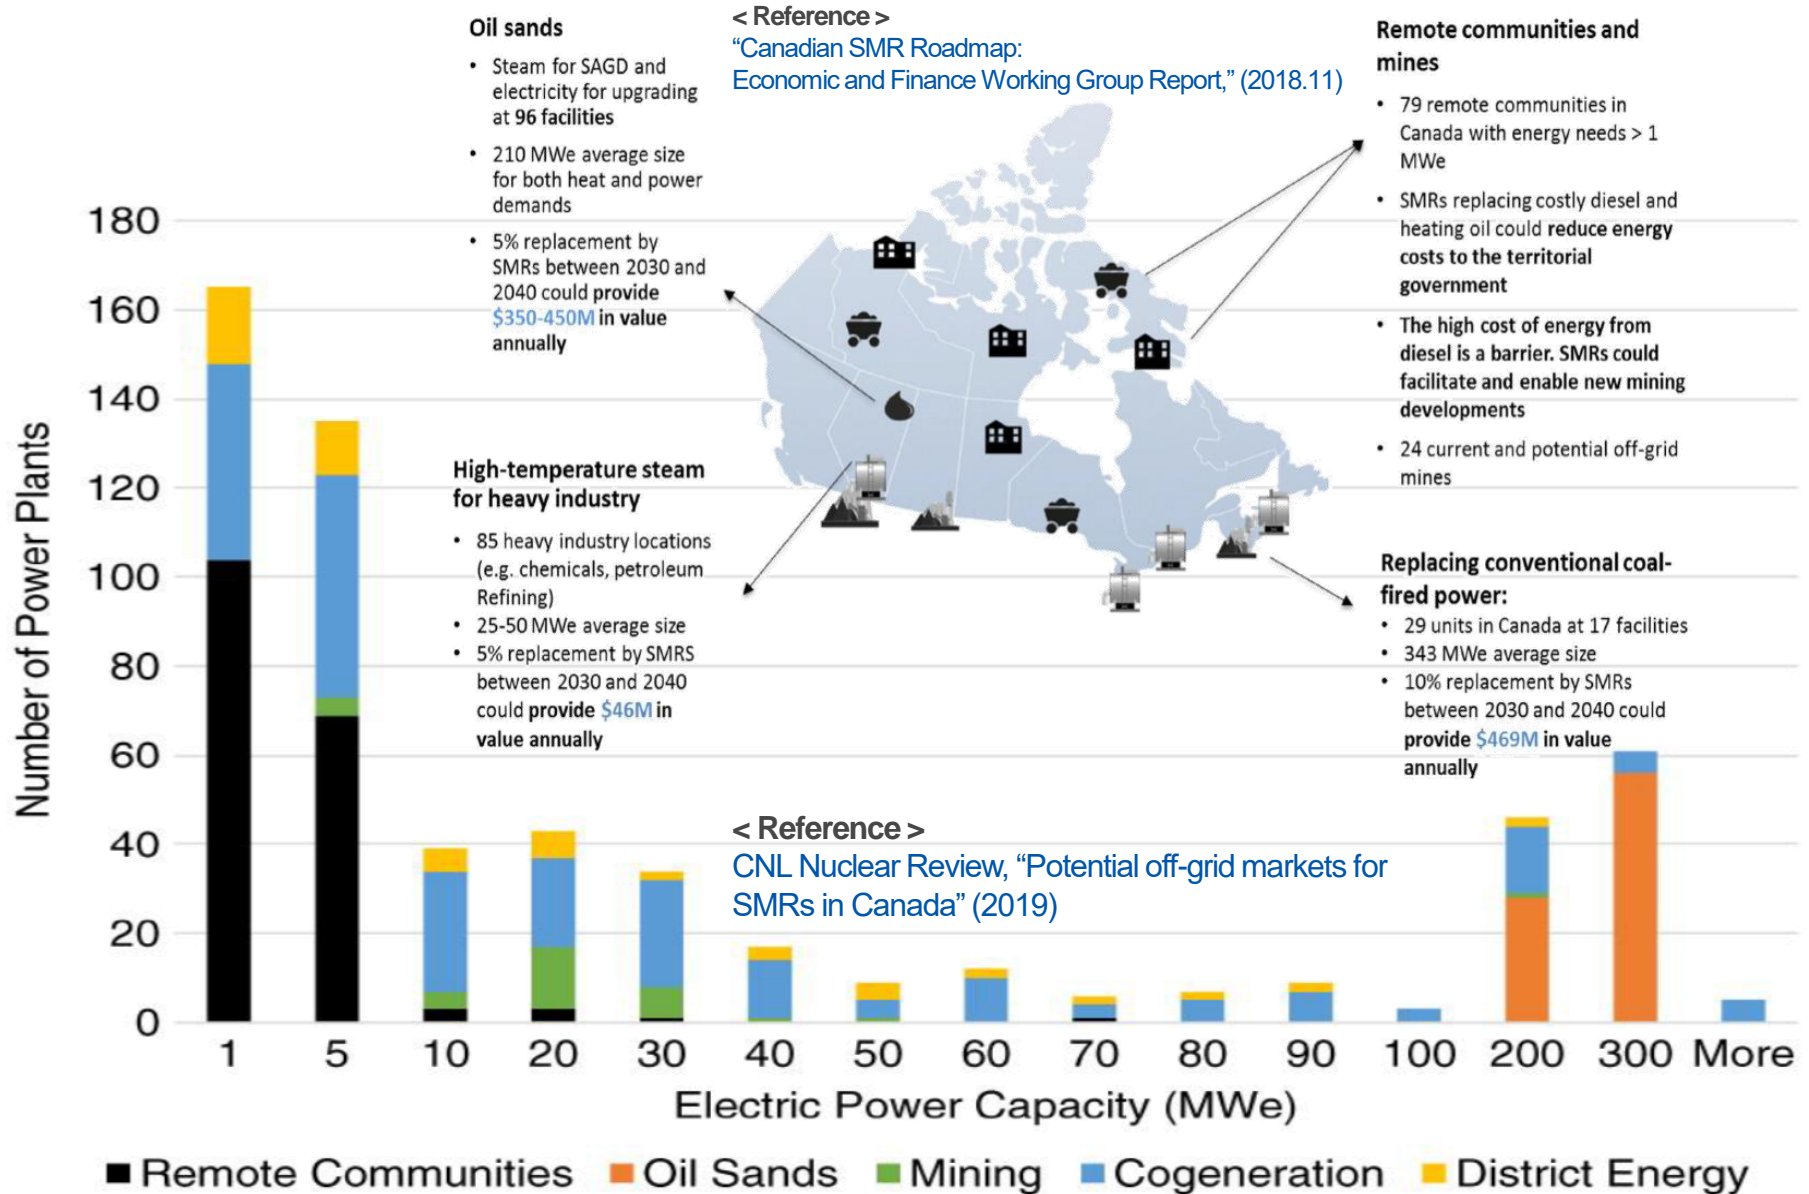 < Reference >
“Canadian SMR Roadmap:
Economic and Finance Working Group Report,” (2018.11)
Oil sands
• Steam for SAGD and
electricity for upgrading
at 96 facilities
• 210 MWe average size
for both heat and power
demands
• 5% replacement by
SMRs between 2030 and
2040 could provide
$350-450M in value
annually
Remote communities and
mines
• 79 remote communities in
Canada with energy needs > 1
MWe
• SMRs replacing costly diesel and
heating oil could reduce energy
costs to the territorial
government
• The high cost of energy from
diesel is a barrier. SMRs could
facilitate and enable new mining
developments
• 24 current and potential off-grid
mines
High-temperature steam
for heavy industry
• 85 heavy industry locations
(e.g. chemicals, petroleum
Refining)
• 25-50 MWe average size
• 5% replacement by SMRS
between 2030 and 2040
could provide $46M in
value annually
Replacing conventional coal-
fired power:
• 29 units in Canada at 17 facilities
• 343 MWe average size
• 10% replacement by SMRs
between 2030 and 2040 could
provide $469M in value
annually
< Reference >
CNL Nuclear Review, “Potential off-grid markets for
SMRs in Canada” (2019)
Number of Power Plants
180
160
140
120
100
80
60
40
20
0
1 5 10 20 30 40 50 60 70 80 90 100 200 300 More
Electric Power Capacity (MWe)
Remote Communities Oil Sands Mining Cogeneration District Energy